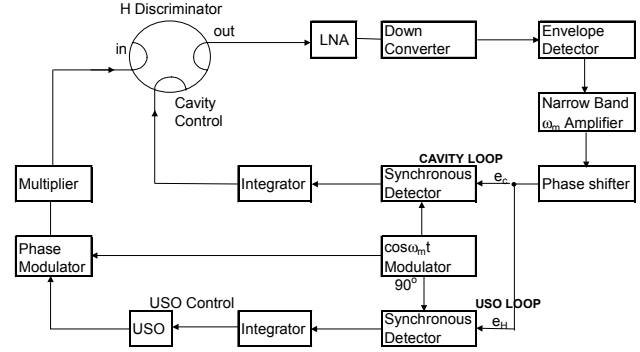 H Discriminator
in
out
LNA
Down
Converter
Envelope
Detector
Cavity
Control
Narrow Band
ωm Amplifier
CAVITY LOOP
Multiplier
Integrator
Synchronous
Detector
ec
Phase shifter
Phase
Modulator
cosωmt
Modulator
90°
USO Control
USO LOOP
USO
Integrator
Synchronous
Detector
eH